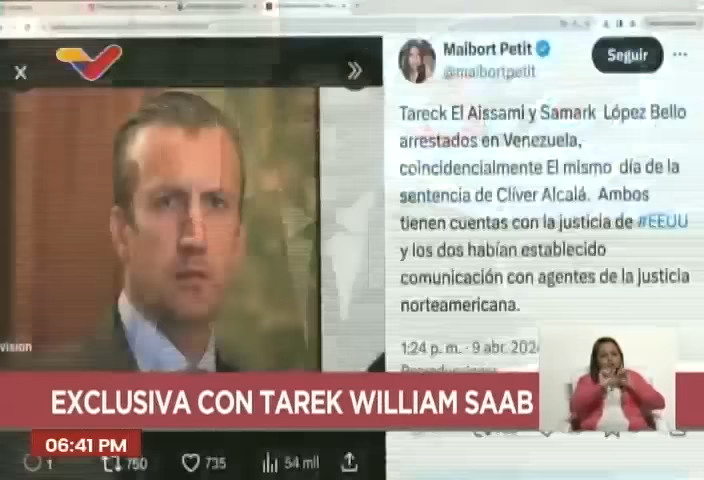 Maibort Petit
@maibortpetit
Seguir
Tareck El Aissami y Samark López Bello
arrestados en Venezuela,
coincidencialmente El mismo día de la
sentencia de Clíver Alcalá. Ambos
tienen cuentas con la justicia de #EEUU
y los dos habían establecido
comunicación con agentes de la justicia
norteamericana.
1:24 p. m. · 9 abr. 202
EXCLUSIVA CON TAREK WILLIAM SAAB
06:41 PM
1 750 735 54 mil